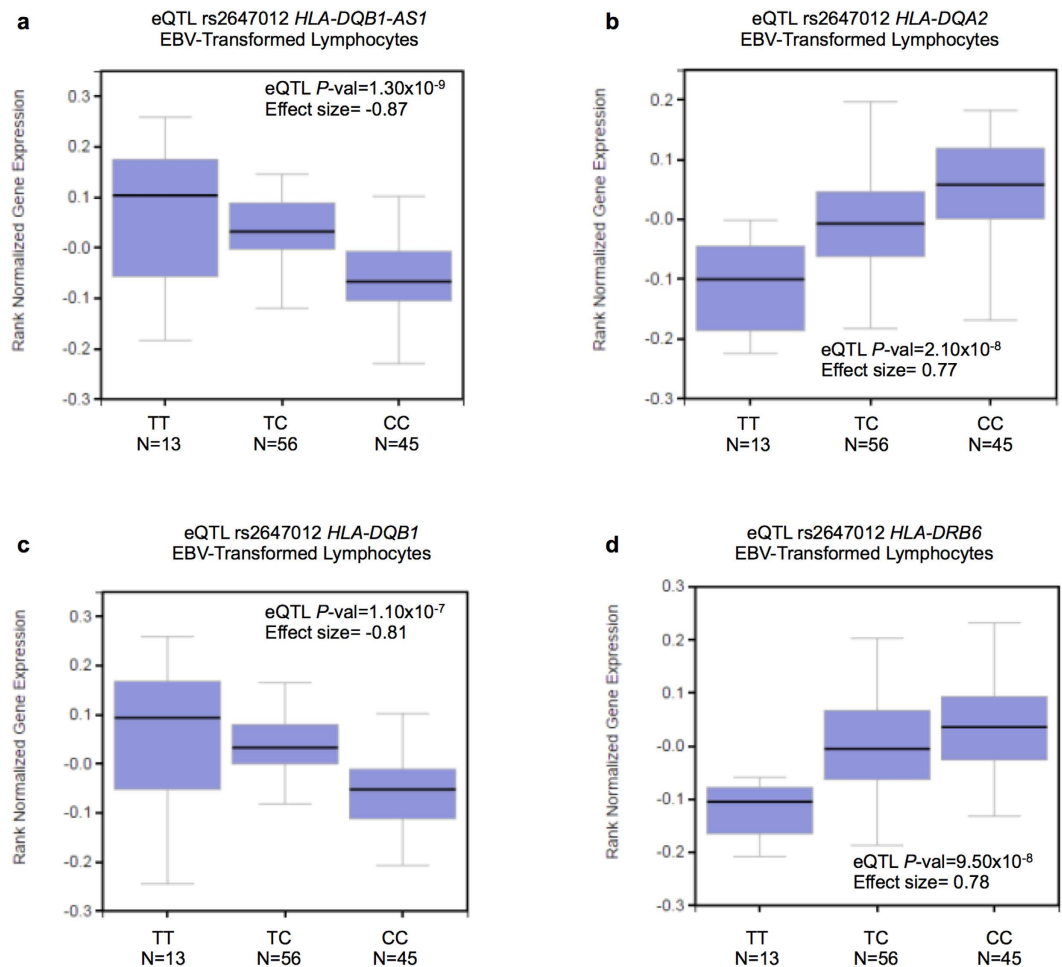 a
eQTL rs2647012 HLA-DQB1-AS1
EBV-Transformed Lymphocytes
eQTL P-val=1.30x10⁻⁹
Effect size= -0.87
Rank Normalized Gene Expression
0.3
0.2
0.1
-0.0
-0.1
-0.2
-0.3
TT
N=13
TC
N=56
CC
N=45
b
eQTL rs2647012 HLA-DQA2
EBV-Transformed Lymphocytes
Rank Normalized Gene Expression
0.2
0.1
-0.0
-0.1
-0.2
-0.3
eQTL P-val=2.10x10⁻⁸
Effect size= 0.77
TT
N=13
TC
N=56
CC
N=45
c
eQTL rs2647012 HLA-DQB1
EBV-Transformed Lymphocytes
eQTL P-val=1.10x10⁻⁷
Effect size= -0.81
Rank Normalized Gene Expression
0.3
0.2
0.1
-0.0
-0.1
-0.2
-0.3
TT
N=13
TC
N=56
CC
N=45
d
eQTL rs2647012 HLA-DRB6
EBV-Transformed Lymphocytes
Rank Normalized Gene Expression
0.3
0.2
0.1
-0.0
-0.1
-0.2
-0.3
eQTL P-val=9.50x10⁻⁸
Effect size= 0.78
TT
N=13
TC
N=56
CC
N=45